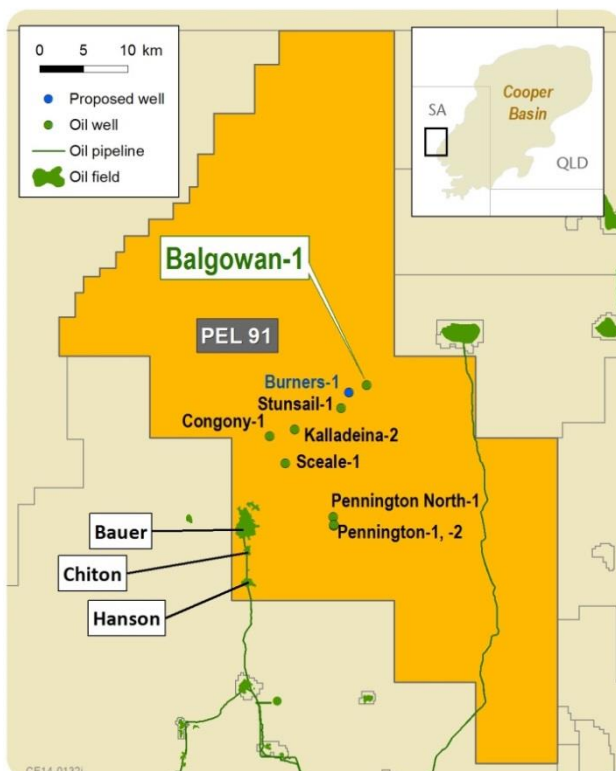 0 5 10 km
Proposed well
Oil well
Oil pipeline
Oil field
Cooper
Basin
SA
QLD
Balgowan-1
PEL 91
Burners-1
Stunsail-1
Congony-1
Kalladeina-2
Sceale-1
Pennington North-1
Pennington-1, -2
Bauer
Chiton
Hanson